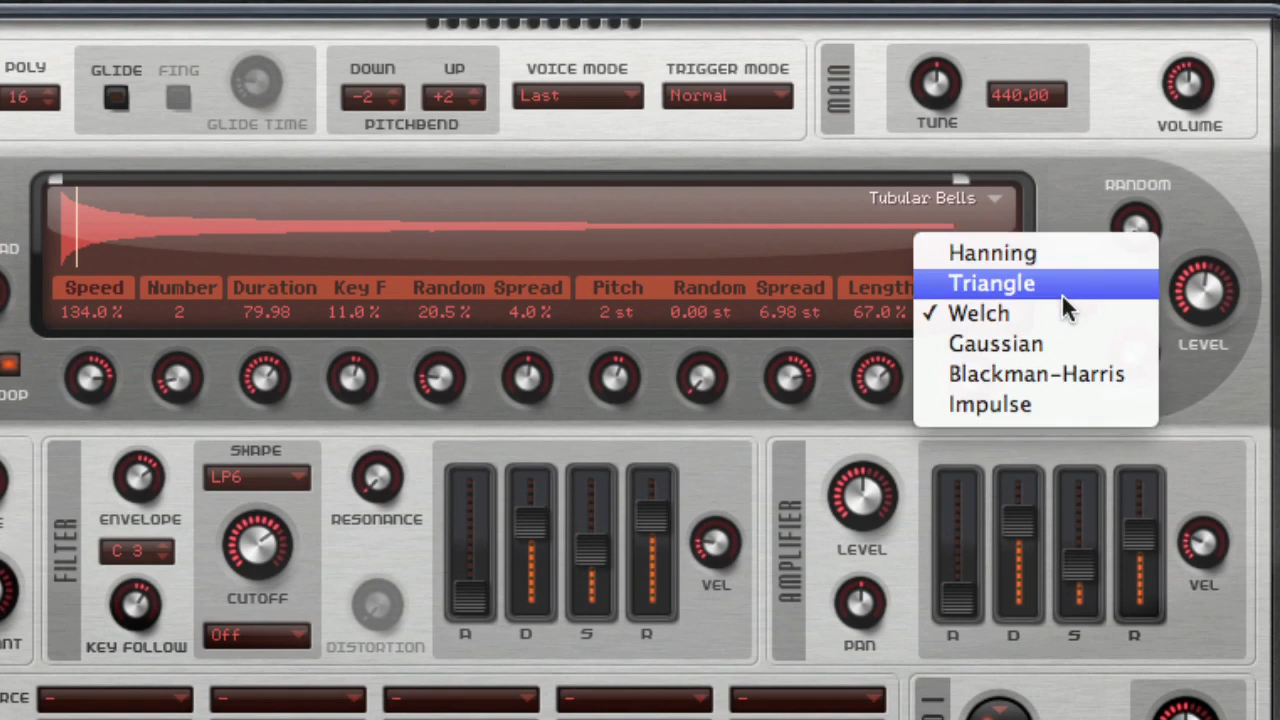 POLY
GLIDE FING
16
GLIDE TIME
DOWN UP
-2 +2
PITCHBEND
VOICE MODE
Last
TRIGGER MODE
Normal
MAIN
TUNE
440.00
VOLUME
Tubular Bells
RANDOM
AD
Speed Number Duration Key F Random Spread Pitch Random Spread Length
134.0 % 2 79.98 11.0 % 20.5 % 4.0 % 2 st 0.00 st 6.98 st 67.0 %
Hanning
Triangle
✓ Welch
Gaussian
Blackman-Harris
Impulse
LEVEL
OOP
FILTER
ENVELOPE
C 3
KEY FOLLOW
SHAPE
LP6
CUTOFF
Off
RESONANCE
DISTORTION
A D S R
VEL
AMPLIFIER
LEVEL
PAN
A D S R
VEL
NT
RCE - - - - -